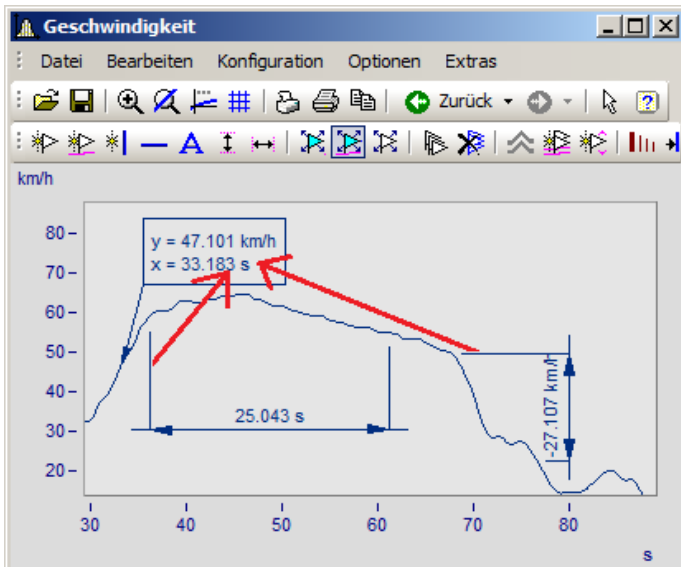 Geschwindigkeit
Datei Bearbeiten Konfiguration Optionen Extras
Zurück
km/h
y = 47.101 km/h
x = 33.183 s
80
70
60
50
40
30
20
25.043 s
-27.107 km/h
30 40 50 60 70 80
s